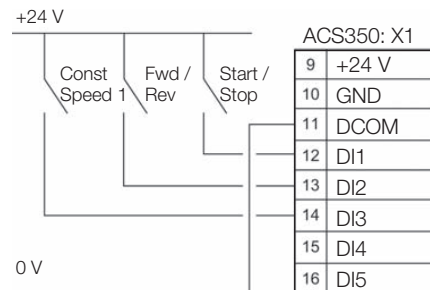 +24 V
Const
Speed 1
Fwd /
Rev
Start /
Stop
0 V
ACS350: X1
9 +24 V
10 GND
11 DCOM
12 DI1
13 DI2
14 DI3
15 DI4
16 DI5